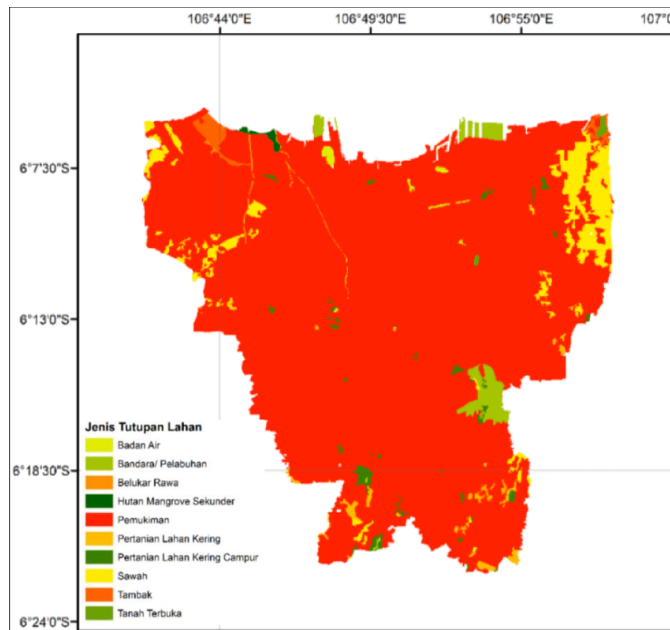 106°44'0"E 106°49'30"E 106°55'0"E 107°0
6°7'30"S
6°13'0"S
6°18'30"S
6°24'0"S
Jenis Tutupan Lahan
Badan Air
Bandara/ Pelabuhan
Belukar Rawa
Hutan Mangrove Sekunder
Pemukiman
Pertanian Lahan Kering
Pertanian Lahan Kering Campur
Sawah
Tambak
Tanah Terbuka